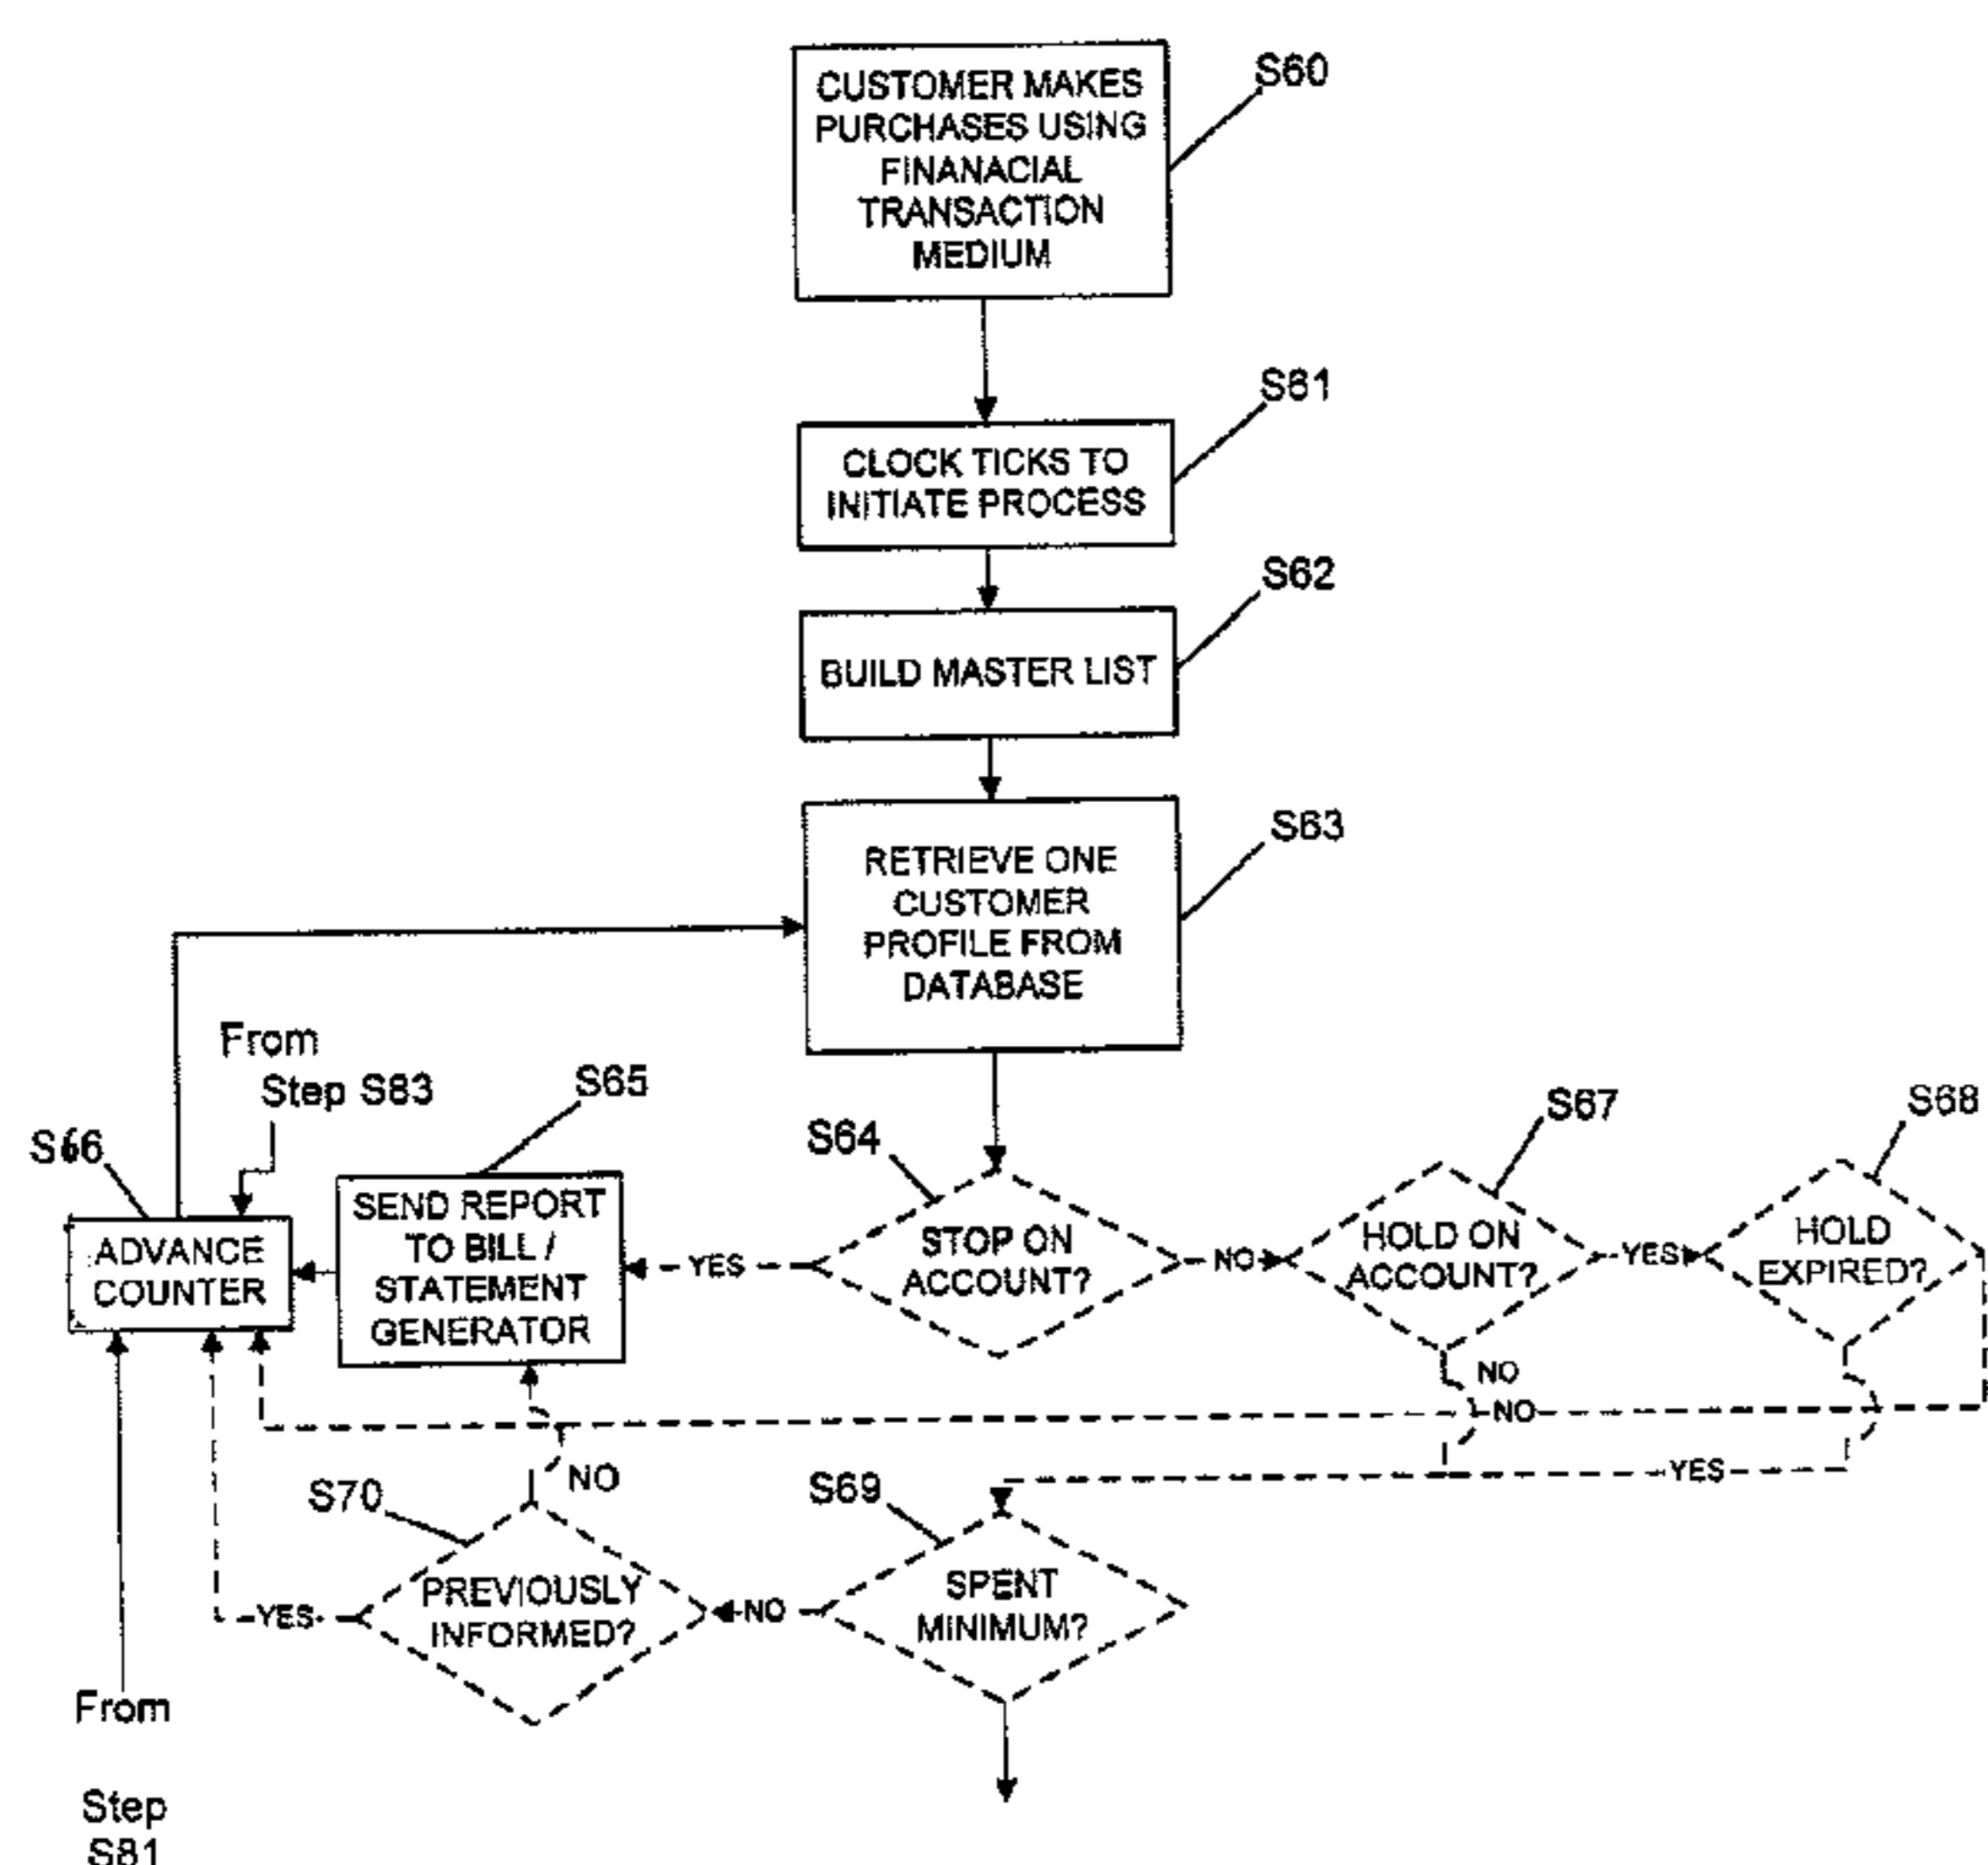 CUSTOMER MAKES
PURCHASES USING
FINANACIAL
TRANSACTION
MEDIUM
S60
CLOCK TICKS TO
INITIATE PROCESS
S61
BUILD MASTER LIST
S62
RETRIEVE ONE
CUSTOMER
PROFILE FROM
DATABASE
S63
From
Step S83
S66
ADVANCE
COUNTER
S65
SEND REPORT
TO BILL /
STATEMENT
GENERATOR
YES
S64
STOP ON
ACCOUNT?
NO
S67
HOLD ON
ACCOUNT?
YES
S68
HOLD
EXPIRED?
NO
NO
YES
S70
NO
PREVIOUSLY
INFORMED?
YES
S69
SPENT
MINIMUM?
NO
From
Step
S81